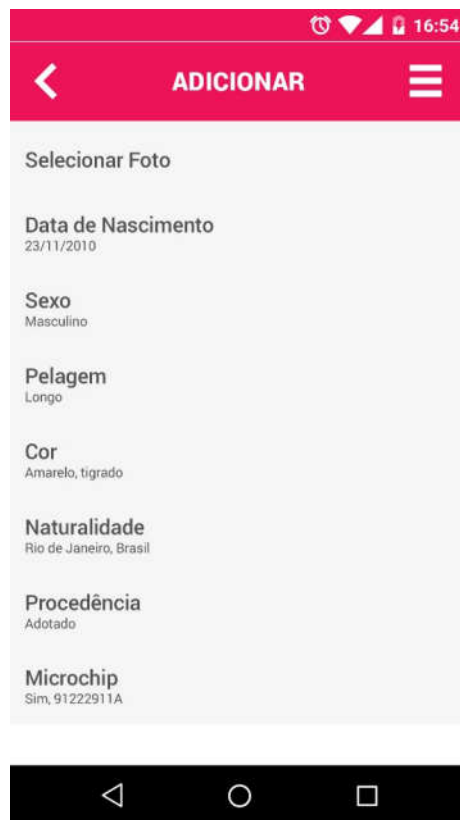 16:54
ADICIONAR
Selecionar Foto
Data de Nascimento
23/11/2010
Sexo
Masculino
Pelagem
Longo
Cor
Amarelo, tigrado
Naturalidade
Rio de Janeiro, Brasil
Procedência
Adotado
Microchip
Sim, 91222911A